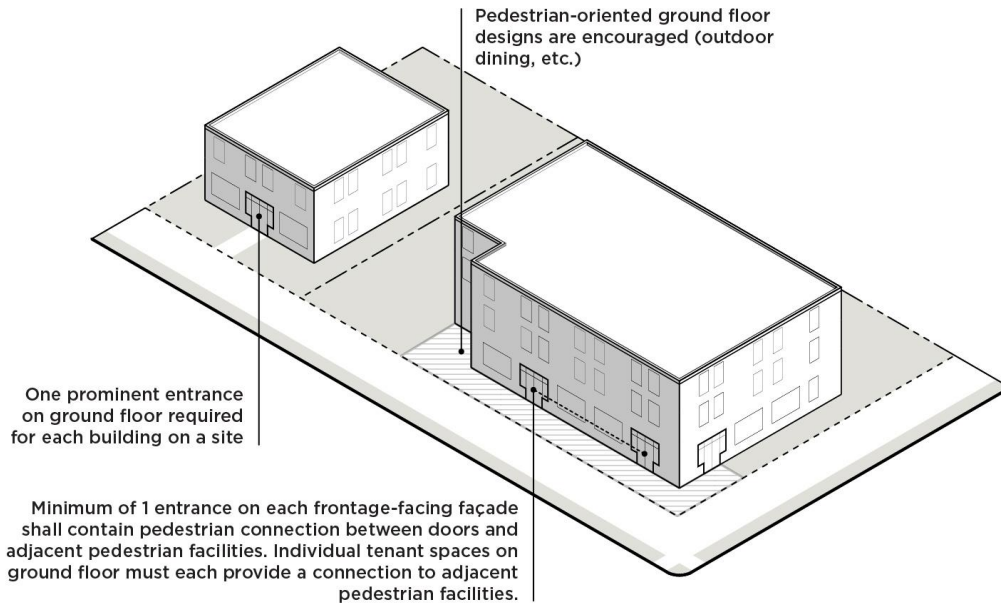 Pedestrian-oriented ground floor
designs are encouraged (outdoor
dining, etc.)
One prominent entrance
on ground floor required
for each building on a site
Minimum of 1 entrance on each frontage-facing façade
shall contain pedestrian connection between doors and
adjacent pedestrian facilities. Individual tenant spaces on
ground floor must each provide a connection to adjacent
pedestrian facilities.